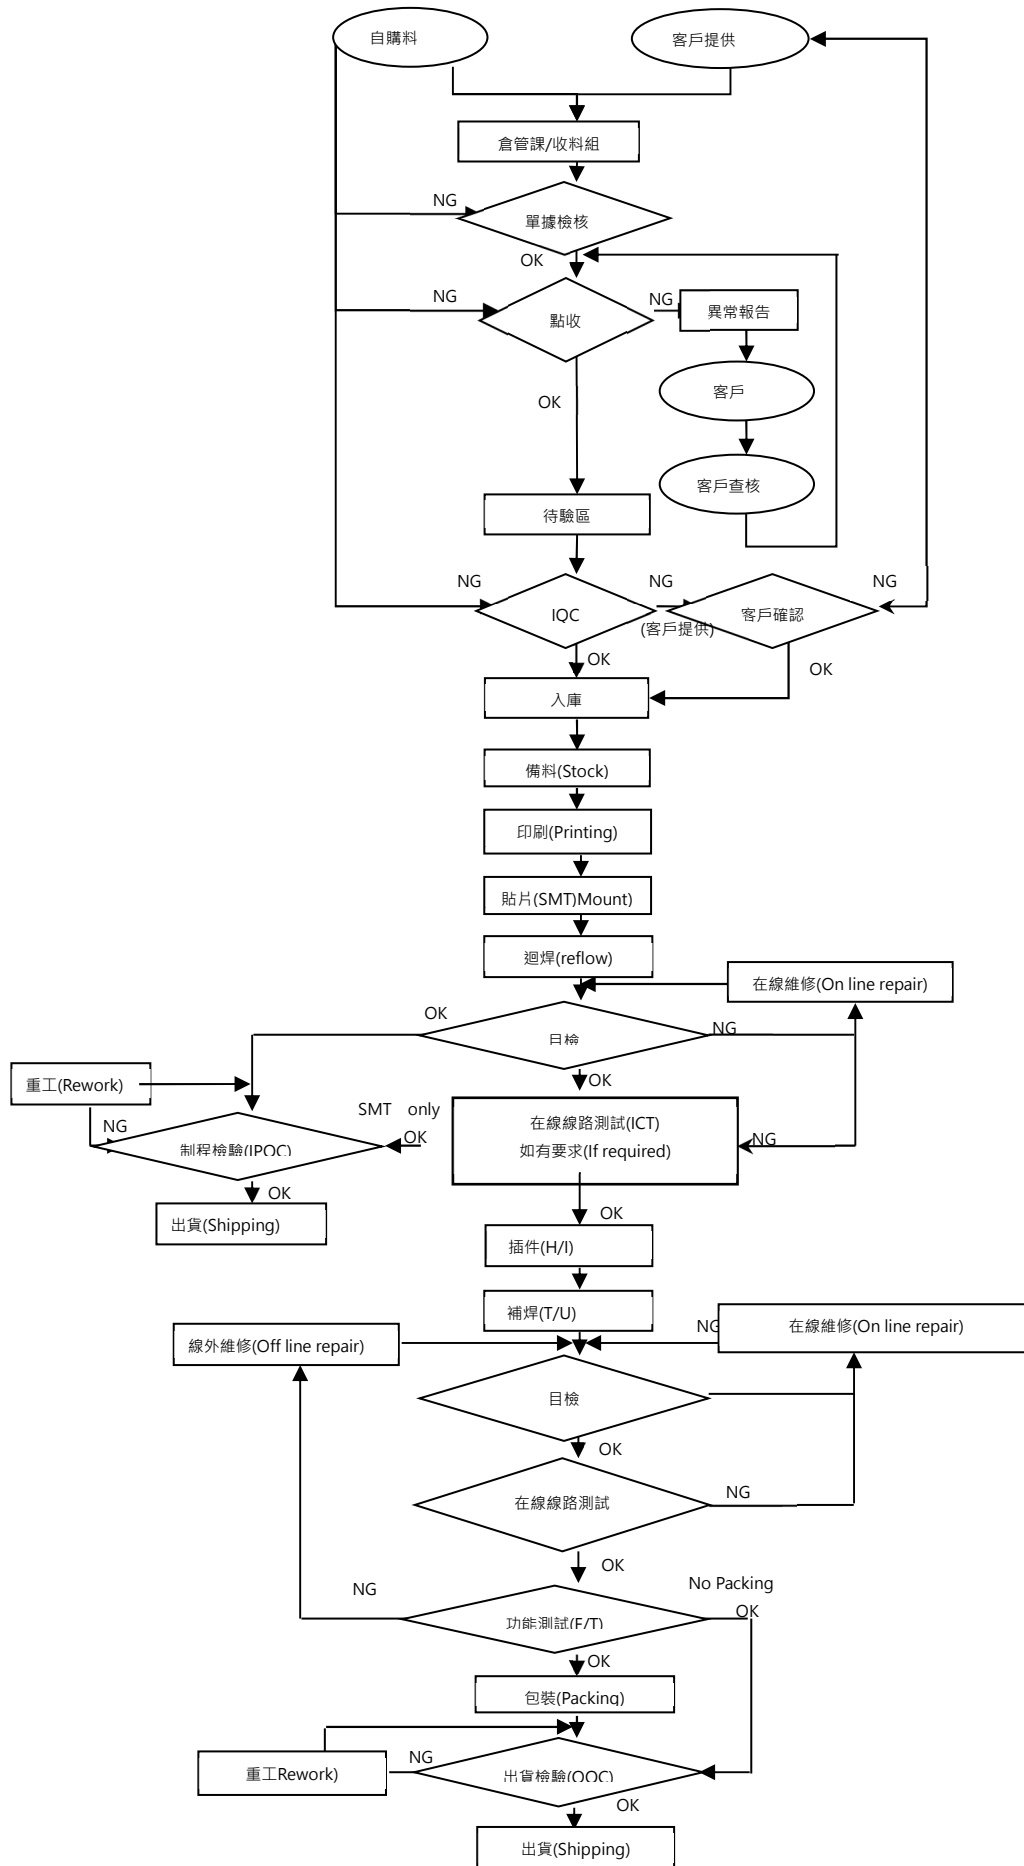 自購料
客戶提供
倉管課/收料組
NG
單據檢核
OK
NG
點收
NG
異常報告
客戶
OK
客戶查核
待驗區
NG
IQC
NG
(客戶提供)
客戶確認
NG
OK
OK
入庫
備料(Stock)
印刷(Printing)
貼片(SMT)Mount)
迴焊(reflow)
在線維修(On line repair)
OK
目檢
NG
OK
重工(Rework)
SMT only
OK
NG
制程檢驗(IPQC)
在線線路測試(ICT)
如有要求(If required)
NG
OK
出貨(Shipping)
OK
插件(H/I)
補焊(T/U)
線外維修(Off line repair)
NG
在線維修(On line repair)
目檢
OK
在線線路測試
NG
OK
No Packing
OK
NG
功能測試(F/T)
OK
包裝(Packing)
重工Rework)
NG
出貨檢驗(OQC)
OK
出貨(Shipping)